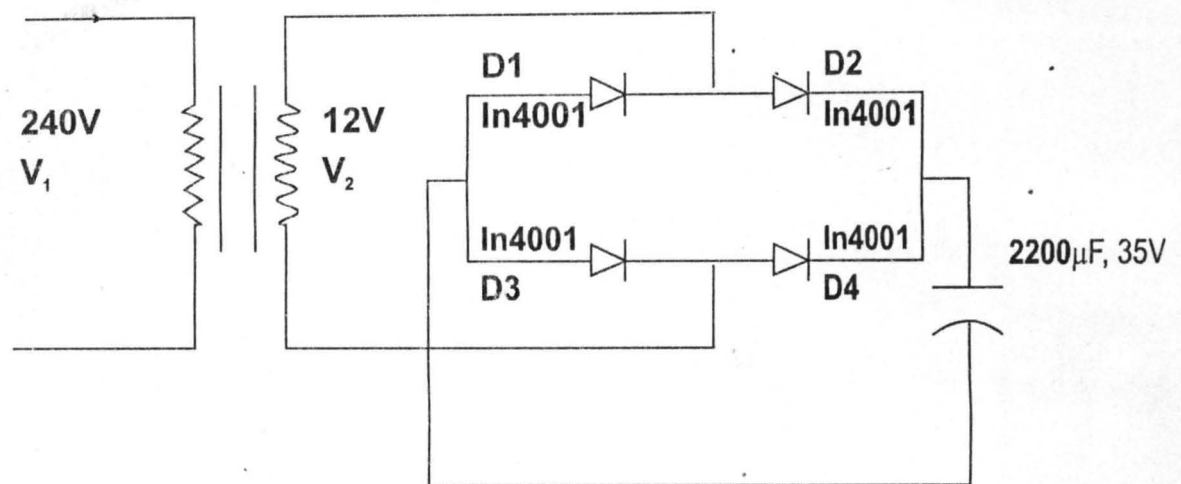 D1
D2
240V
12V
In4001
In4001
V₁
V₂
In4001
In4001
2200μF, 35V
D3
D4